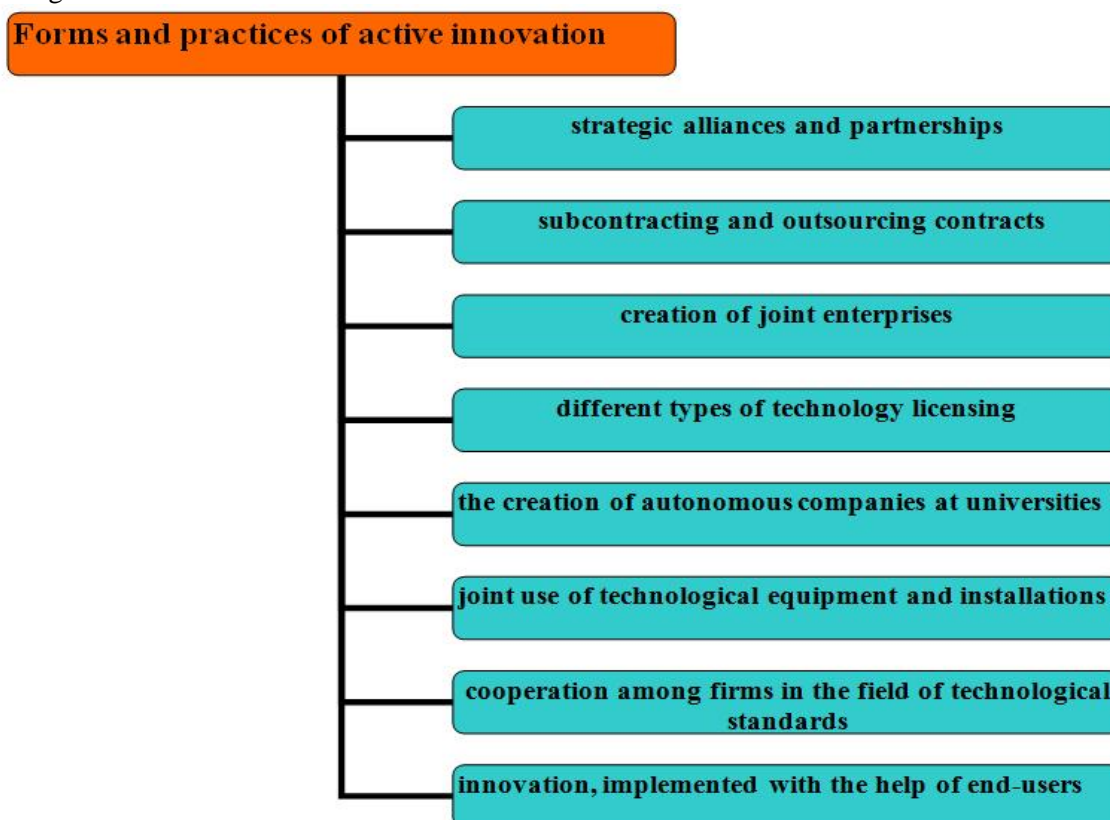 Forms and practices of active innovation
strategic alliances and partnerships
subcontracting and outsourcing contracts
creation of joint enterprises
different types of technology licensing
the creation of autonomous companies at universities
joint use of technological equipment and installations
cooperation among firms in the field of technological
standards
innovation, implemented with the help of end-users